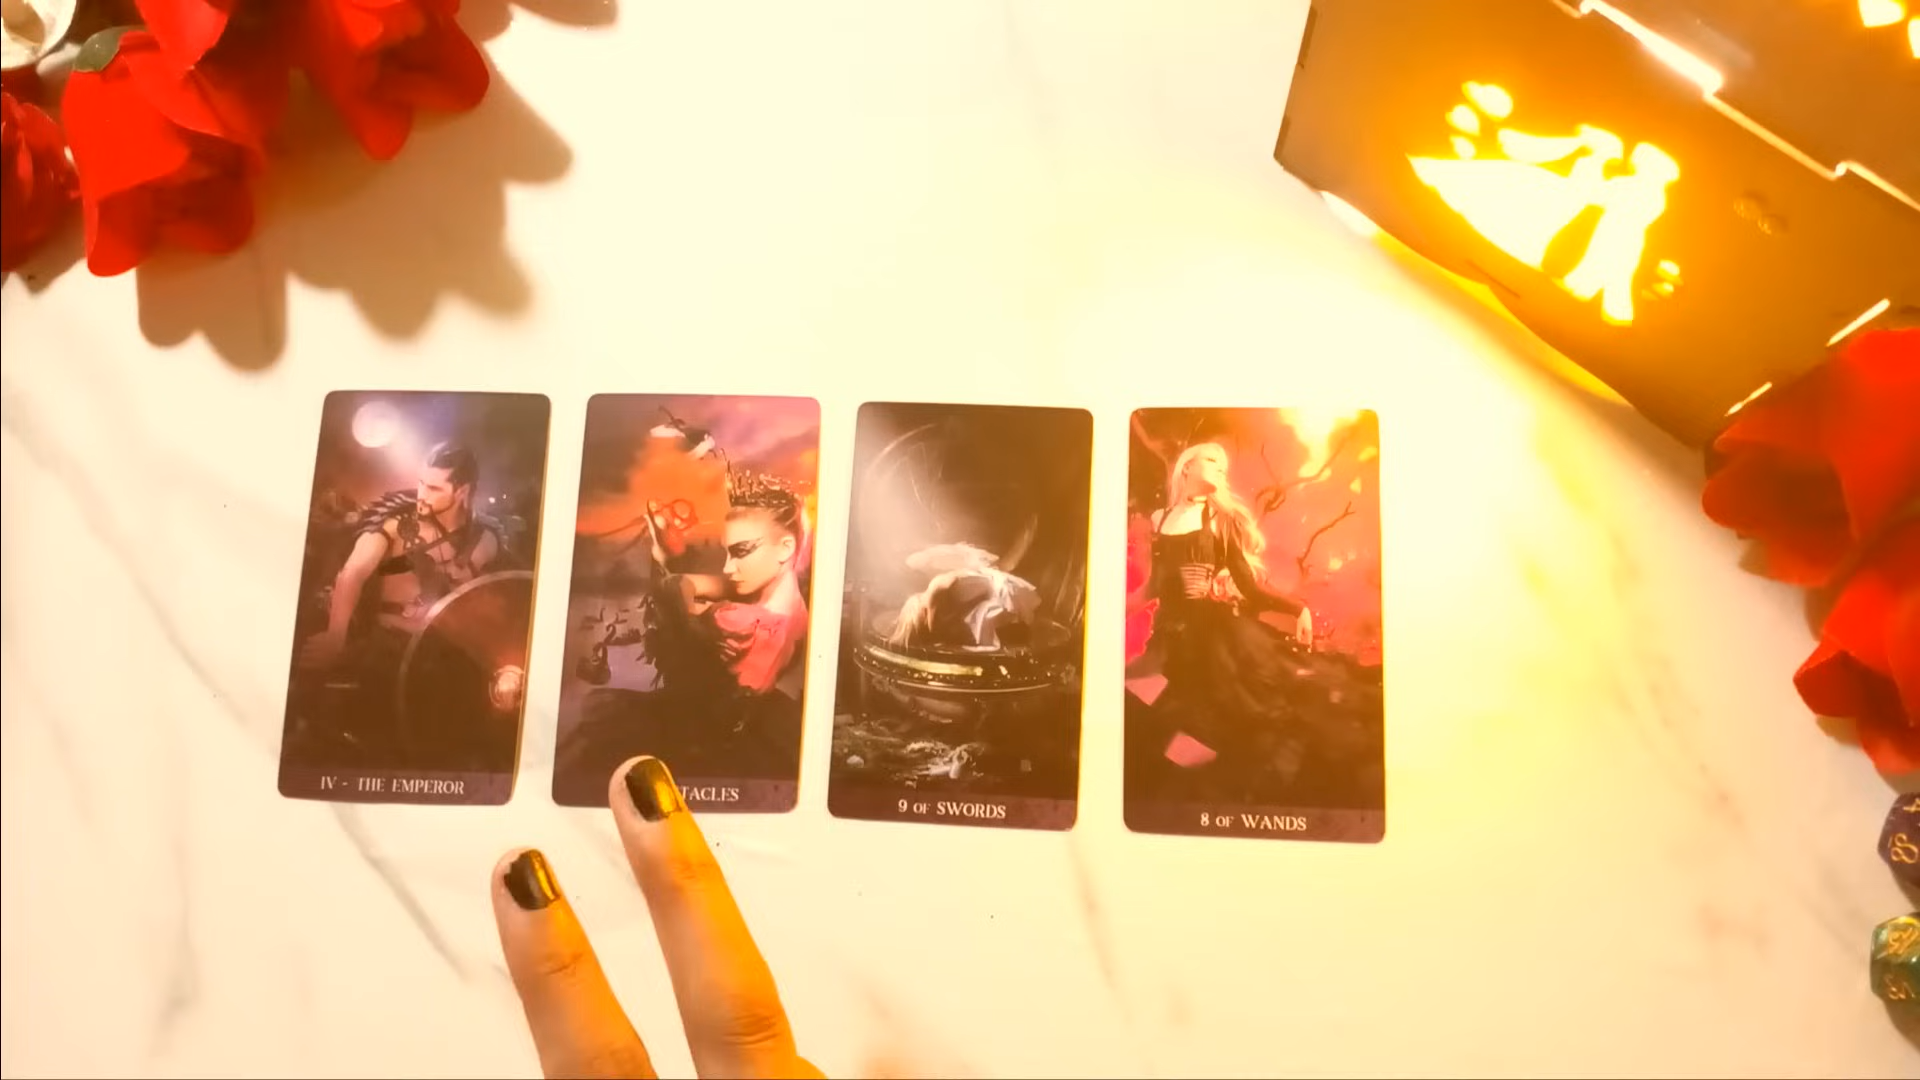 IV - THE EMPEROR
TACLES
9 OF SWORDS
8 OF WANDS